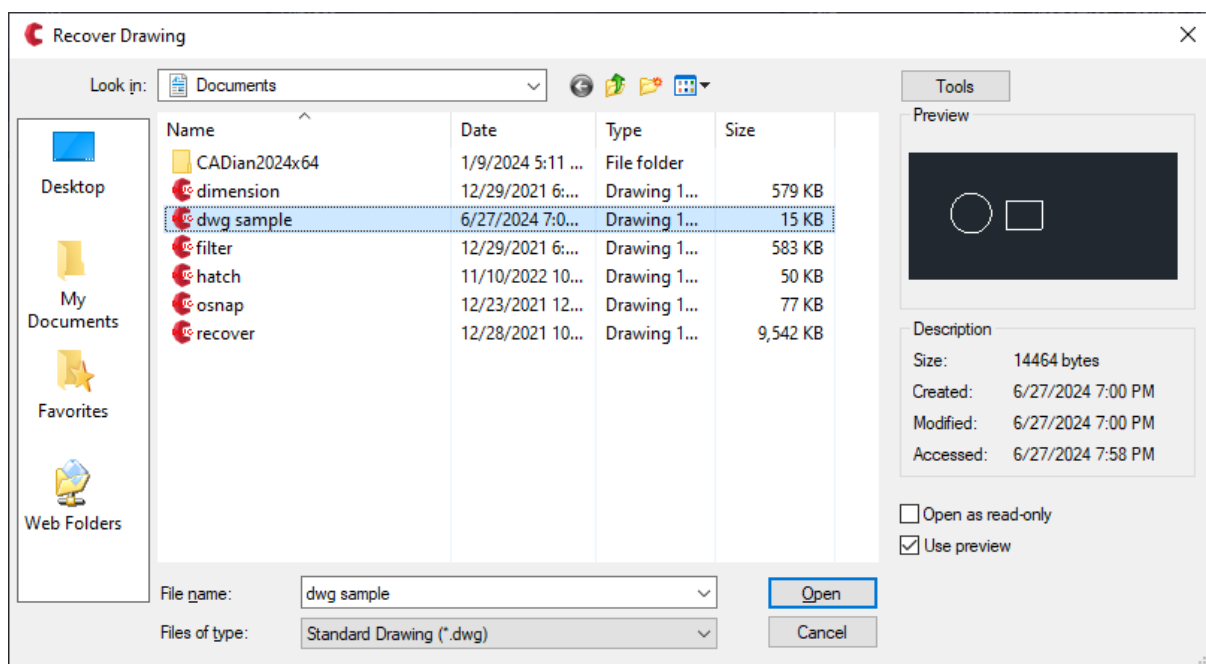 Recover Drawing
Look in: Documents
Tools
Name Date Type Size
CADian2024x64 1/9/2024 5:11 ... File folder
dimension 12/29/2021 6:... Drawing 1... 579 KB
dwg sample 6/27/2024 7:0... Drawing 1... 15 KB
filter 12/29/2021 6:... Drawing 1... 583 KB
hatch 11/10/2022 10... Drawing 1... 50 KB
osnap 12/23/2021 12... Drawing 1... 77 KB
recover 12/28/2021 10... Drawing 1... 9,542 KB
Desktop
My
Documents
Favorites
Web Folders
Preview
Description
Size: 14464 bytes
Created: 6/27/2024 7:00 PM
Modified: 6/27/2024 7:00 PM
Accessed: 6/27/2024 7:58 PM
Open as read-only
Use preview
File name: dwg sample
Open
Files of type: Standard Drawing (*.dwg)
Cancel